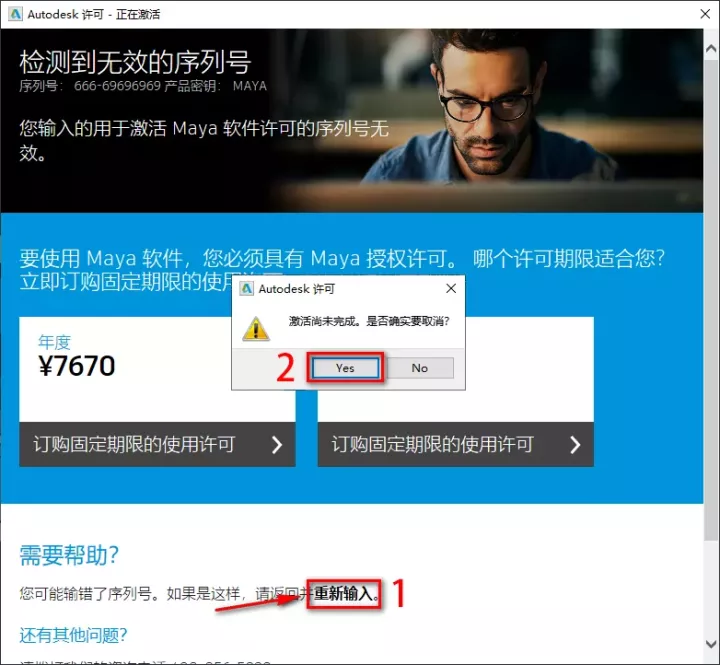 Autodesk 许可 - 正在激活
检测到无效的序列号
序列号： 666-69696969 产品密钥： MAYA
您输入的用于激活 Maya 软件许可的序列号无
效。
要使用 Maya 软件，您必须具有 Maya 授权许可。 哪个许可期限适合您？
立即订购固定期限的使用
Autodesk 许可
激活尚未完成。是否确实要取消？
2
Yes
No
年度
¥7670
订购固定期限的使用许可
订购固定期限的使用许可
需要帮助？
您可能输错了序列号。如果是这样，请返回并重新输入。
1
还有其他问题？